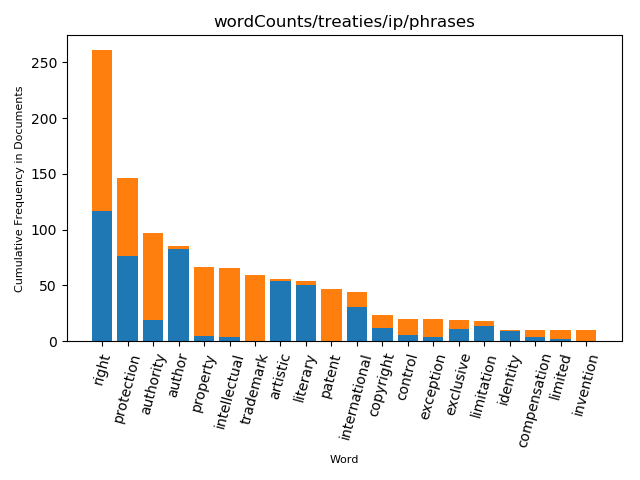 wordCounts/treaties/ip/phrases
Cumulative Frequency in Documents
250
200
150
100
50
0
right
protection
authority
author
property
intellectual
trademark
artistic
literary
patent
international
copyright
control
exception
exclusive
limitation
identity
compensation
limited
invention
Word